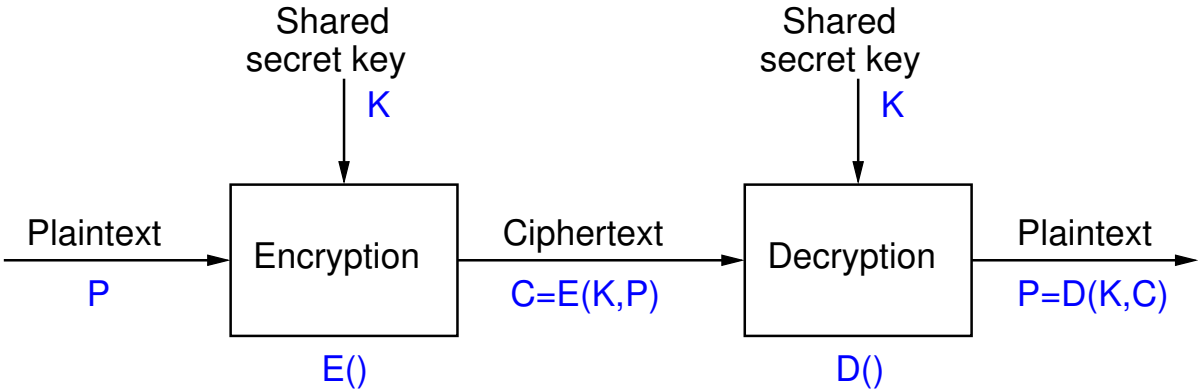 Shared
secret key
K
Shared
secret key
K
Plaintext
P
Encryption
E()
Ciphertext
C=E(K,P)
Decryption
D()
Plaintext
P=D(K,C)